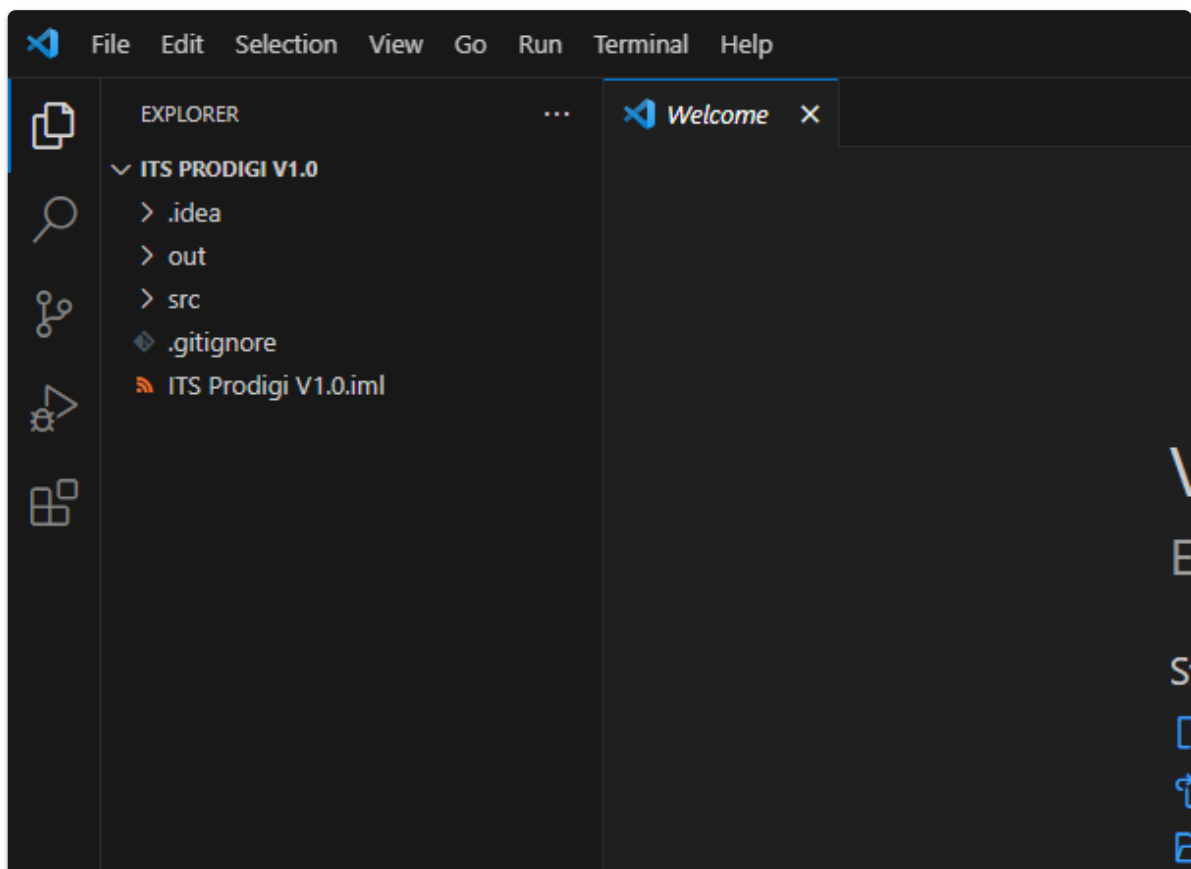 File Edit Selection View Go Run Terminal Help
EXPLORER ...
Welcome
ITS PRODIGI V1.0
.idea
out
src
.gitignore
ITS Prodigi V1.0.iml